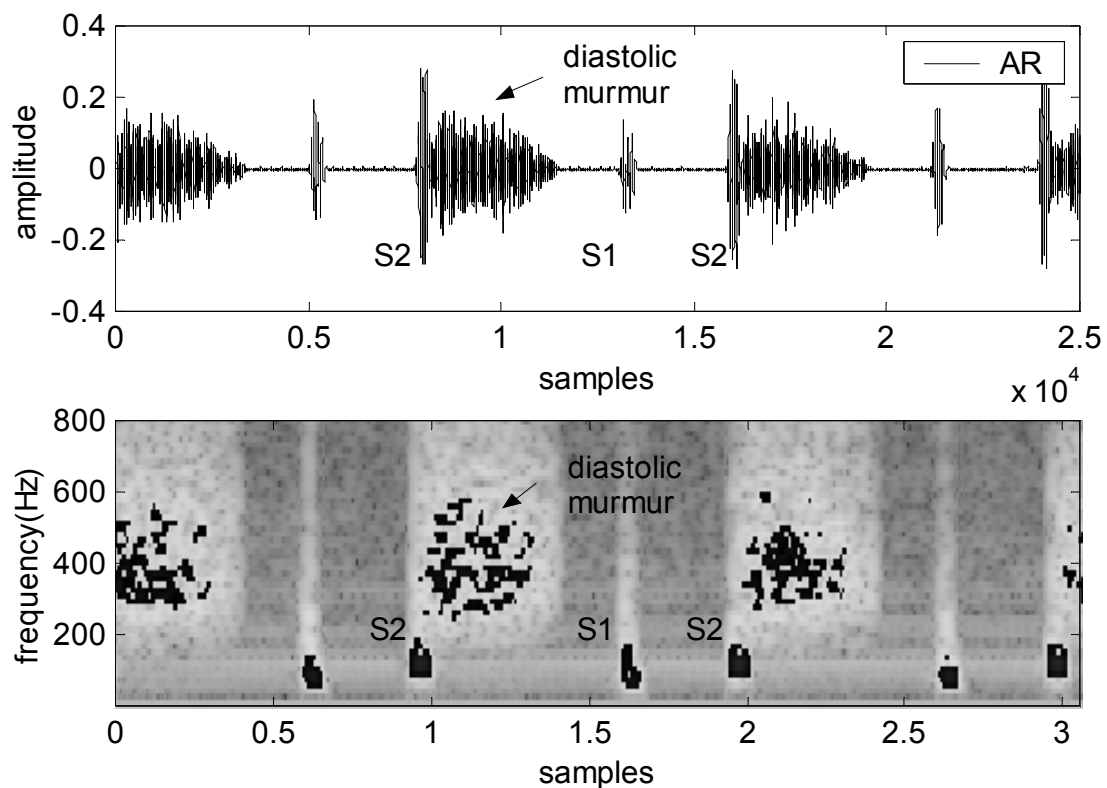 0.4
diastolic
murmur
AR
0.2
0
-0.2
-0.4
amplitude
S2
S1
S2
0
0.5
1
1.5
2
2.5
samples
x 10^4
800
600
400
200
frequency(Hz)
diastolic
murmur
S2
S1
S2
0
0.5
1
1.5
2
2.5
3
samples